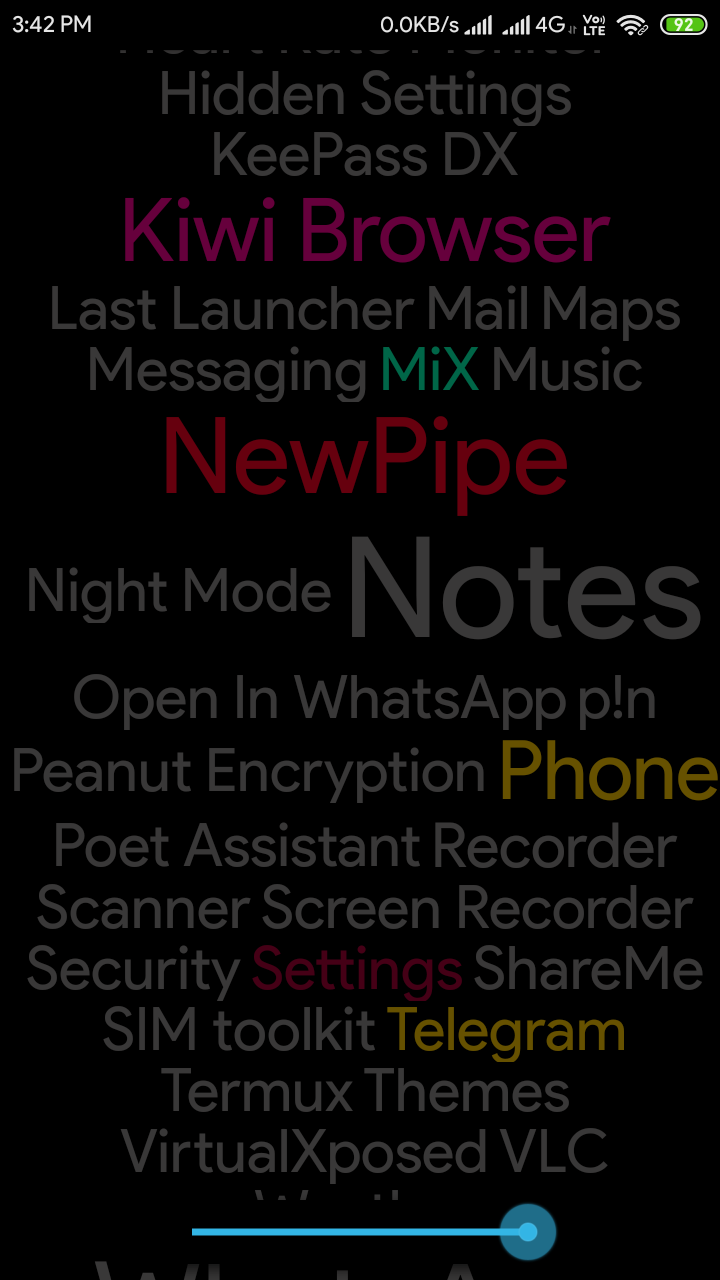 3:42 PM 0.0KB/s 4G VoLTE 92
Hidden Settings
KeePass DX
Kiwi Browser
Last Launcher Mail Maps
Messaging MiX Music
NewPipe
Night Mode Notes
Open In WhatsApp p!n
Peanut Encryption Phone
Poet Assistant Recorder
Scanner Screen Recorder
Security Settings ShareMe
SIM toolkit Telegram
Termux Themes
VirtualXposed VLC